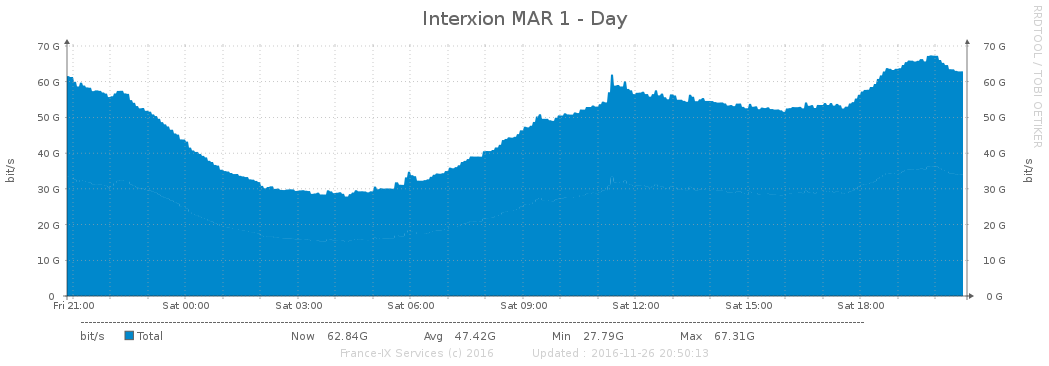 Interxion MAR 1 - Day
RRDTOOL / TOBI OETIKER
bit/s
70 G 70 G
60 G 60 G
50 G 50 G
40 G 40 G
30 G 30 G
20 G 20 G
10 G 10 G
0 0 G
bit/s
Fri 21:00 Sat 00:00 Sat 03:00 Sat 06:00 Sat 09:00 Sat 12:00 Sat 15:00 Sat 18:00
bit/s Total Now 62.84G Avg 47.42G Min 27.79G Max 67.31G
France-IX Services (c) 2016 Updated : 2016-11-26 20:50:13